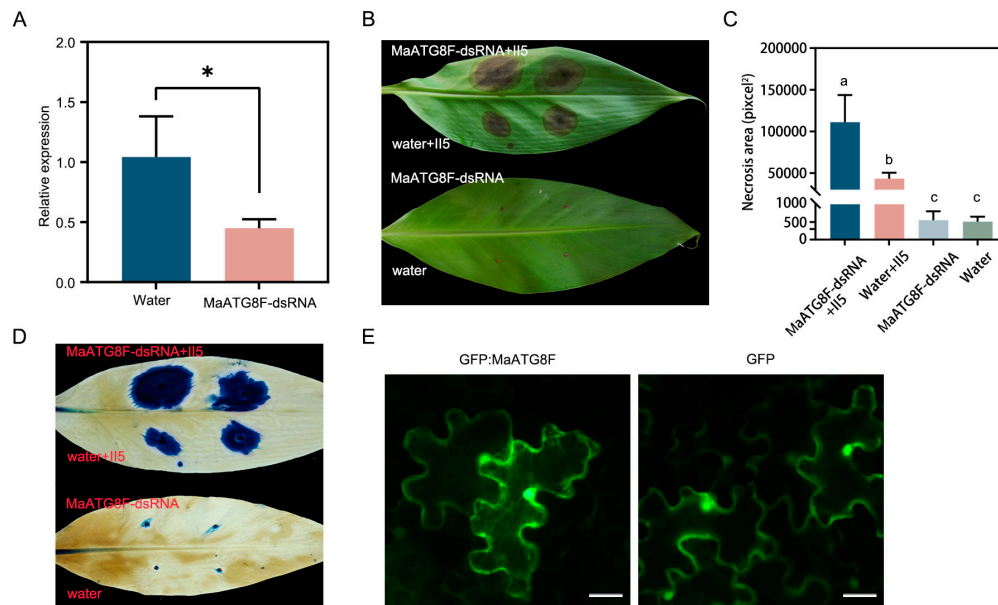 A
2.0
1.5
1.0
0.5
0.0
Relative expression
*
Water
MaATG8F-dsRNA
B
MaATG8F-dsRNA+II5
water+II5
MaATG8F-dsRNA
water
C
200000
150000
100000
50000
1000
500
0
Necrosis area (pixcel²)
a
b
c
c
MaATG8F-dsRNA
+II5
Water+II5
MaATG8F-dsRNA
Water
D
MaATG8F-dsRNA+II5
water+II5
MaATG8F-dsRNA
water
E
GFP:MaATG8F
GFP